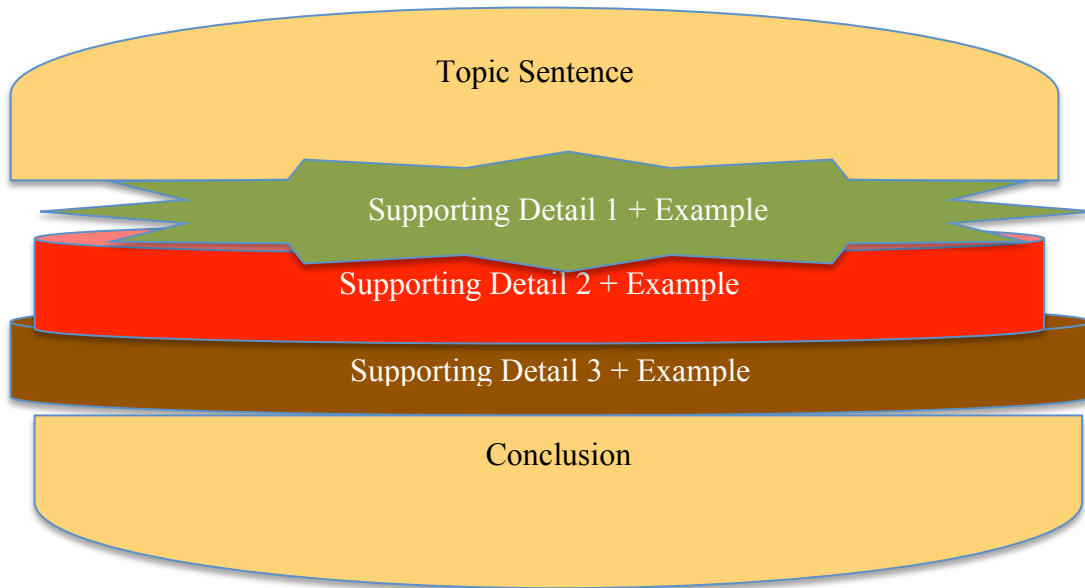 Topic Sentence
Supporting Detail 1 + Example
Supporting Detail 2 + Example
Supporting Detail 3 + Example
Conclusion